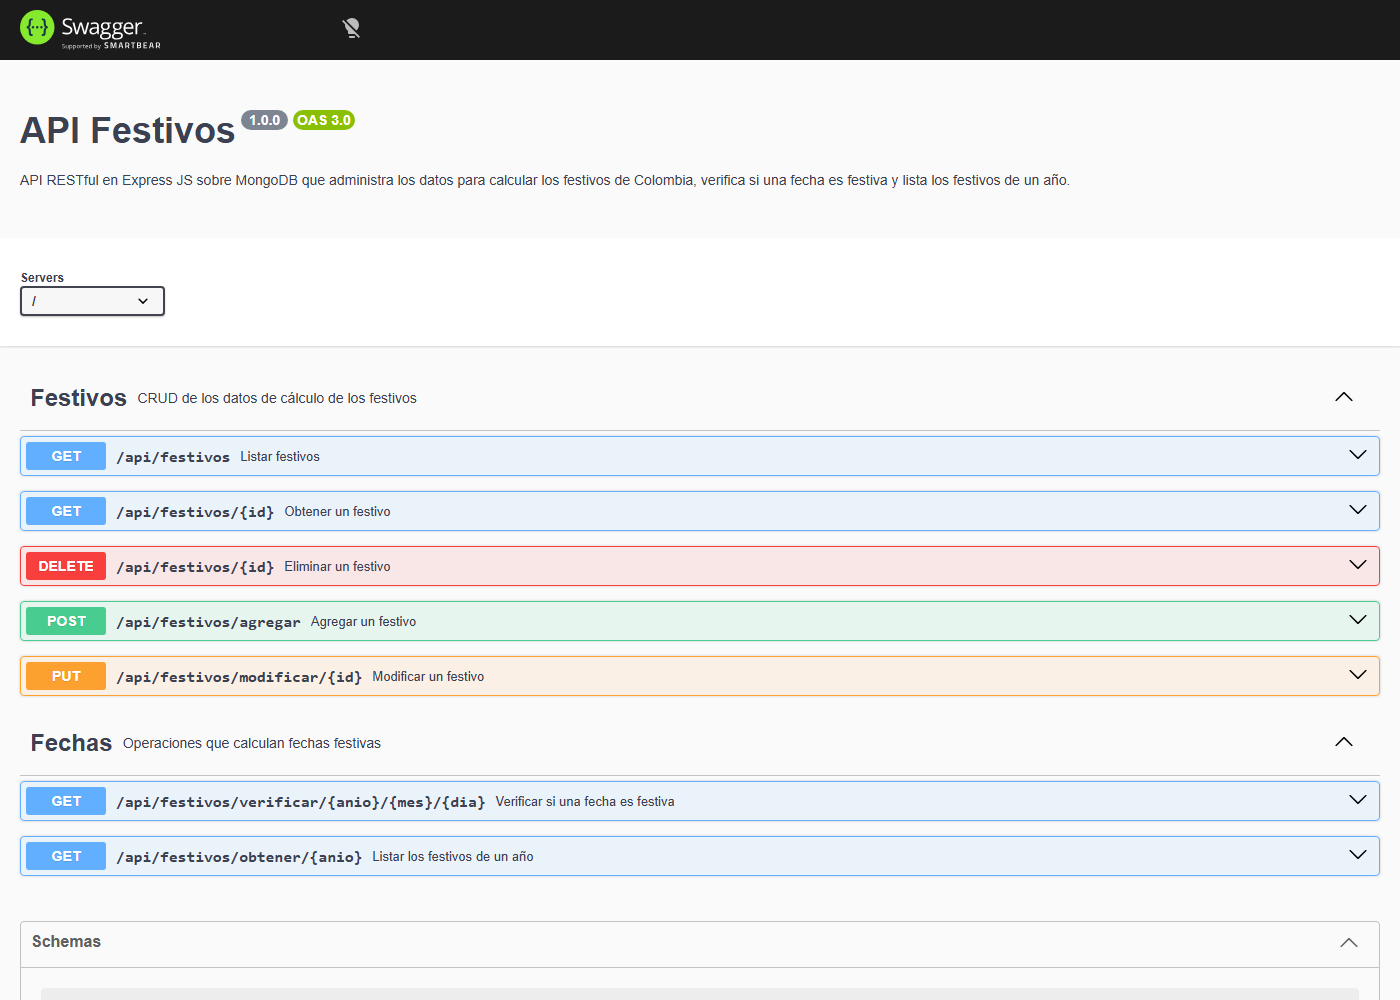 Swagger
Supported by SMARTBEAR
API Festivos 1.0.0 OAS 3.0
API RESTful en Express JS sobre MongoDB que administra los datos para calcular los festivos de Colombia, verifica si una fecha es festiva y lista los festivos de un año.
Servers
/
Festivos CRUD de los datos de cálculo de los festivos
GET /api/festivos Listar festivos
GET /api/festivos/{id} Obtener un festivo
DELETE /api/festivos/{id} Eliminar un festivo
POST /api/festivos/agregar Agregar un festivo
PUT /api/festivos/modificar/{id} Modificar un festivo
Fechas Operaciones que calculan fechas festivas
GET /api/festivos/verificar/{anio}/{mes}/{dia} Verificar si una fecha es festiva
GET /api/festivos/obtener/{anio} Listar los festivos de un año
Schemas